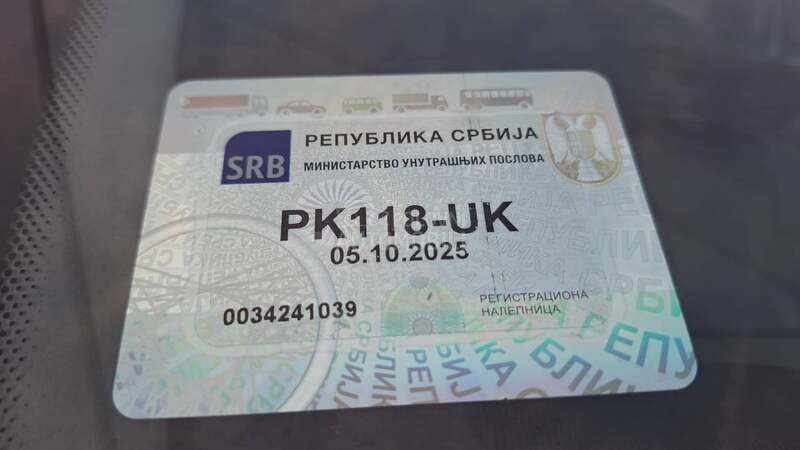 SRB
РЕПУБЛИКА СРБИЈА
МИНИСТАРСТВО УНУТРАШЊИХ ПОСЛОВА
PK118-UK
05.10.2025
0034241039
РЕГИСТРАЦИОНА
НАЛЕПНИЦА